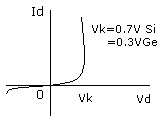 Id
Vk=0.7V Si
=0.3VGe
0
Vk
Vd